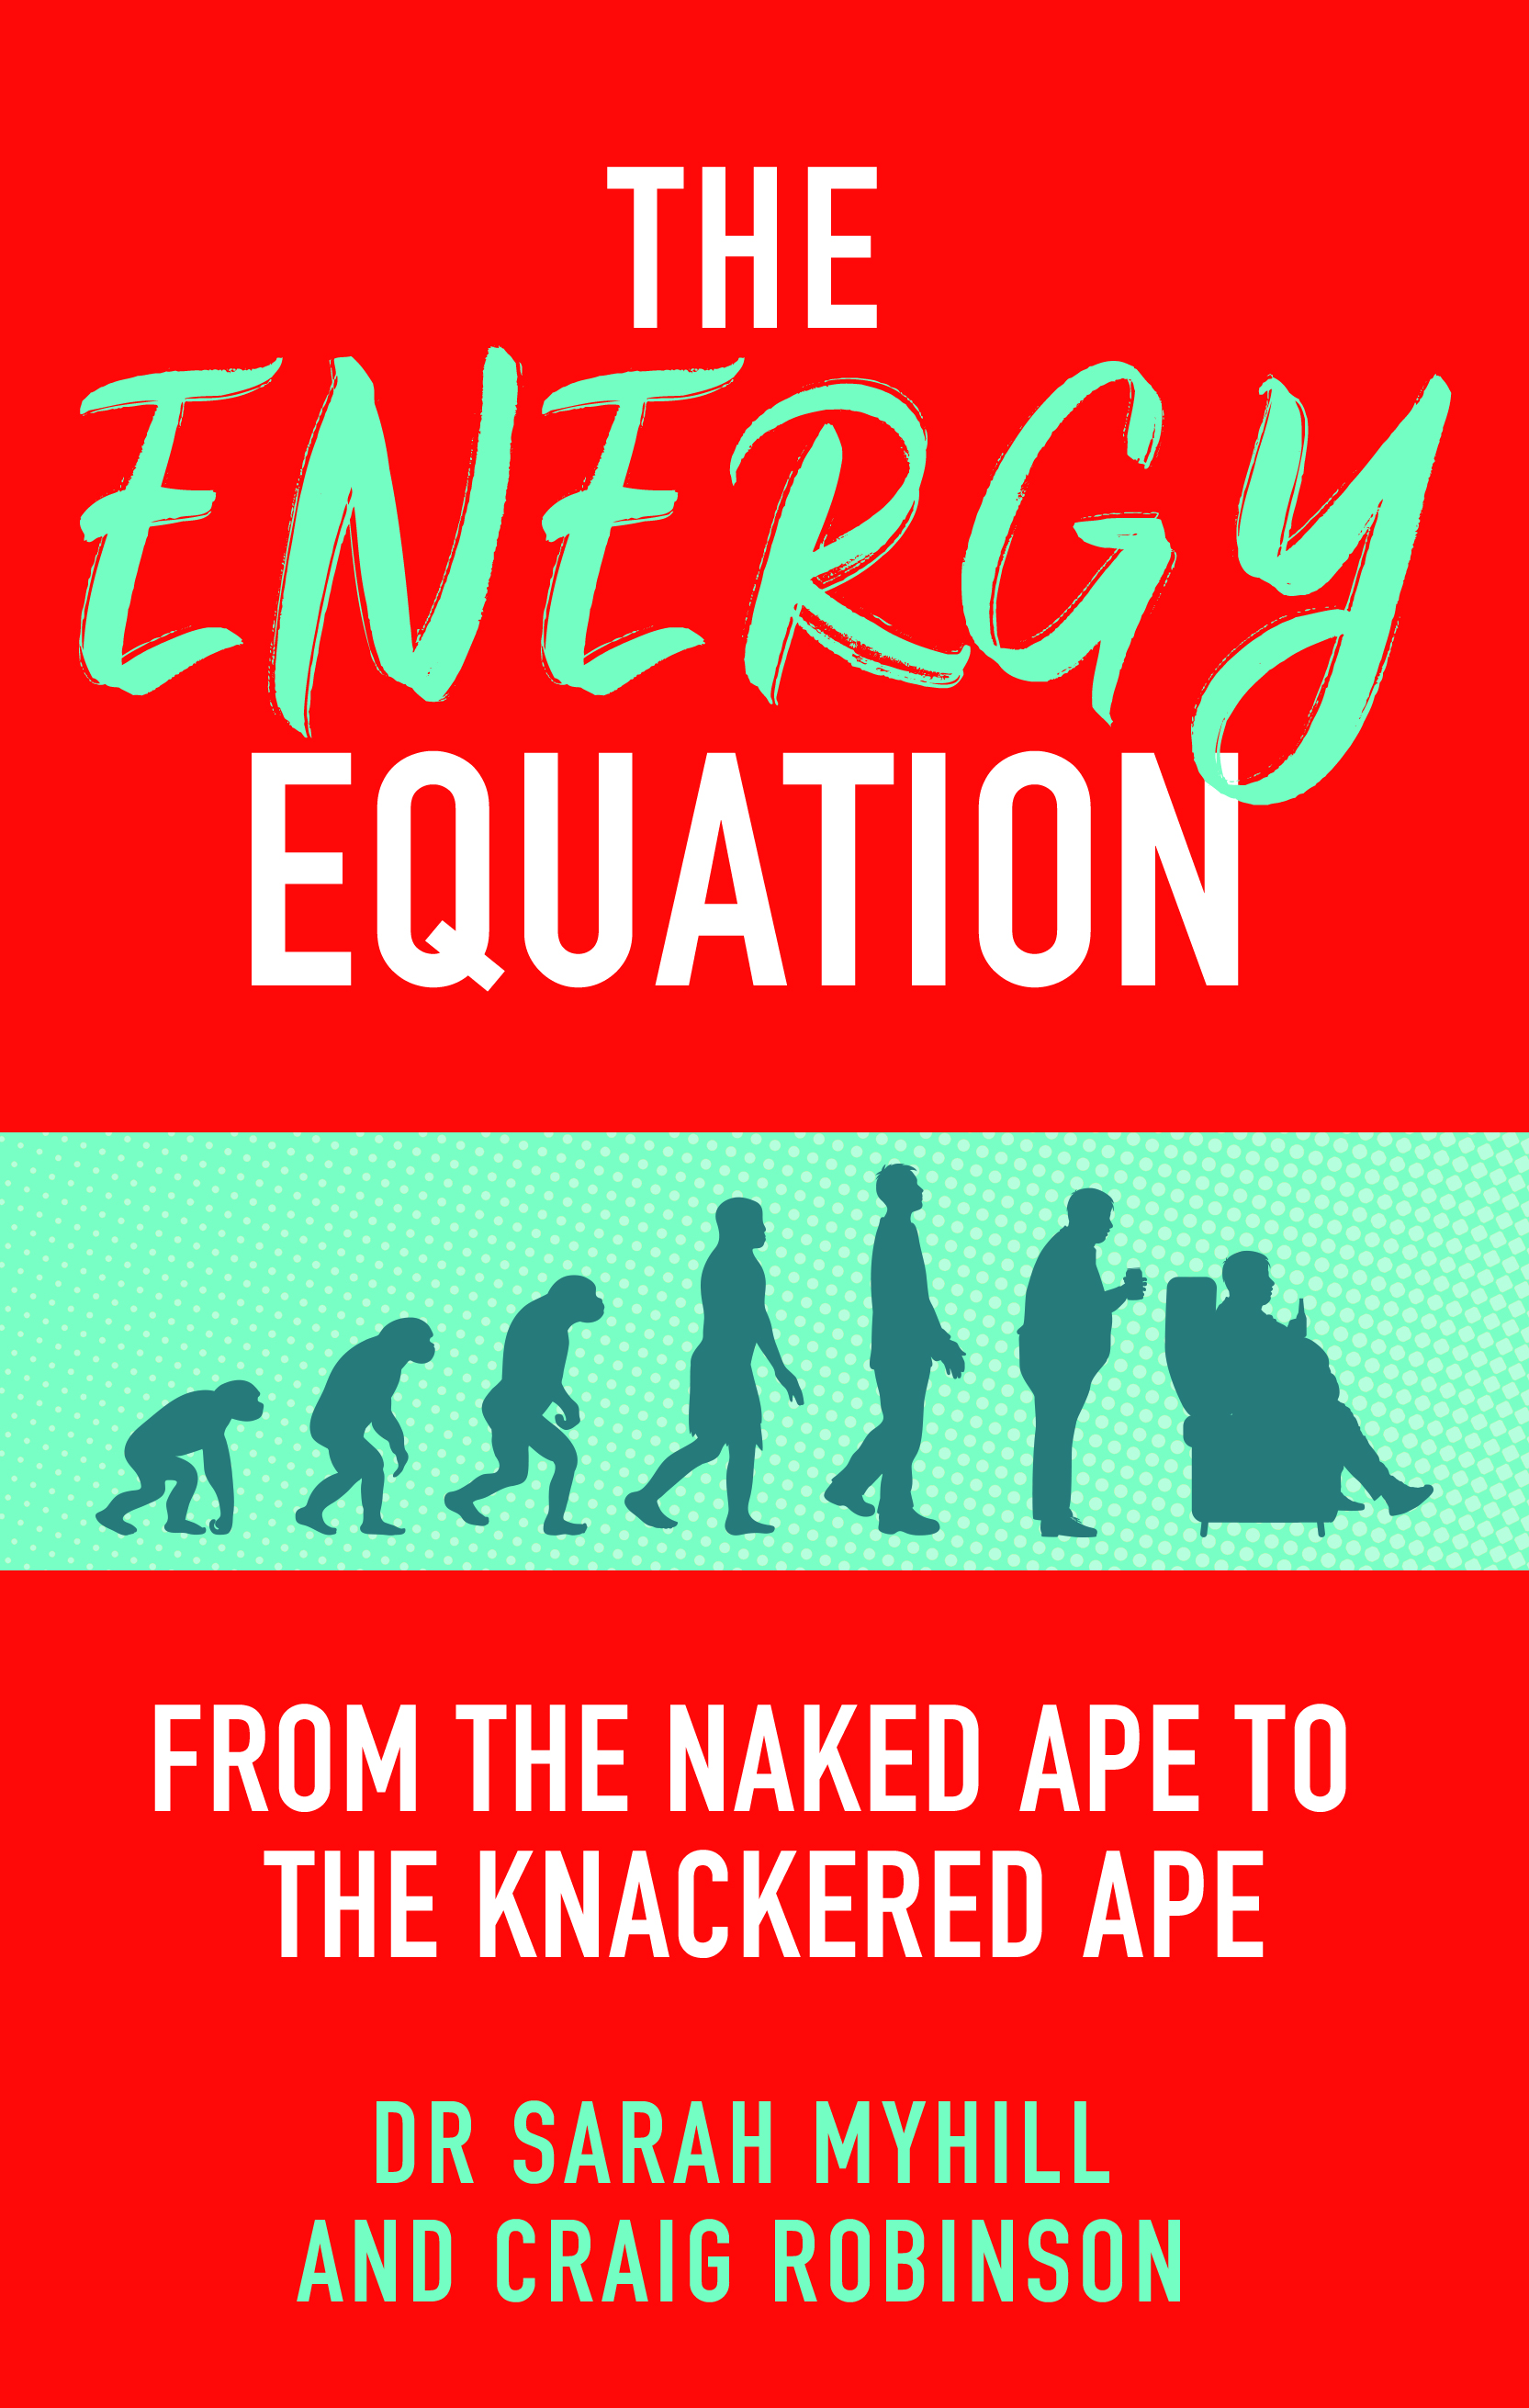 THE
ENERGY
EQUATION
FROM THE NAKED APE TO
THE KNACKERED APE
DR SARAH MYHILL
AND CRAIG ROBINSON